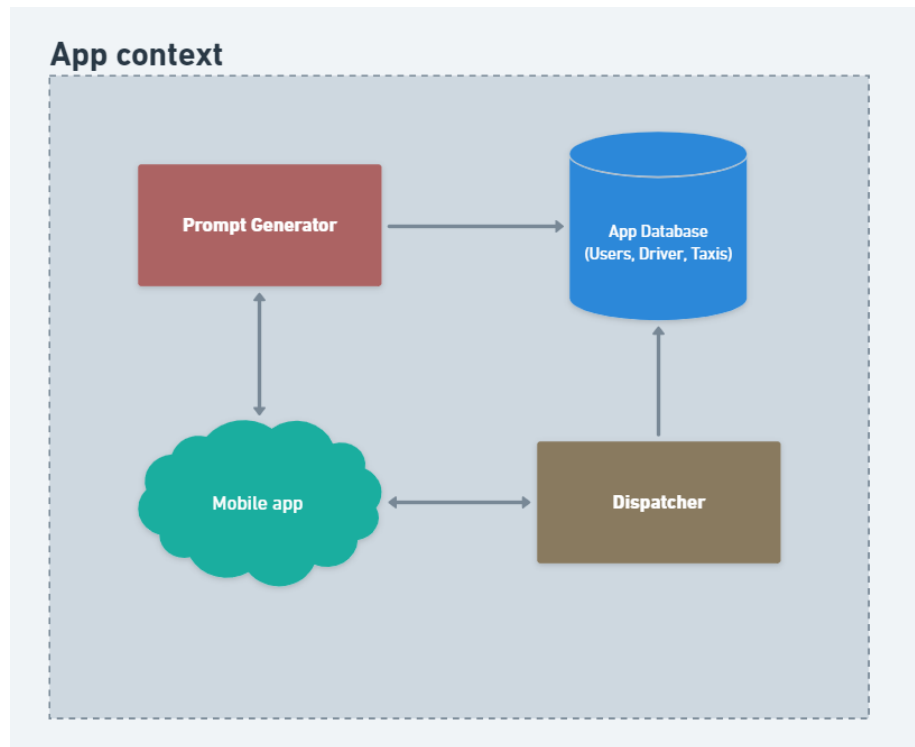 App context
Prompt Generator
App Database
(Users, Driver, Taxis)
Mobile app
Dispatcher